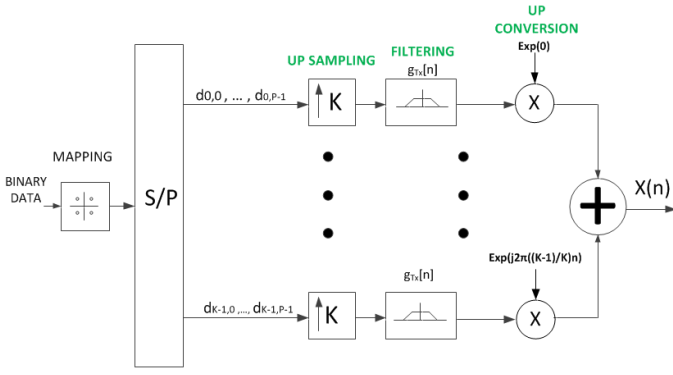 UP
CONVERSION
UP SAMPLING
FILTERING
Exp(0)
gTx[n]
d0,0 , ... , d0,P-1
K
X
MAPPING
BINARY
DATA
S/P
X(n)
+
Exp(j2π((K-1)/K)n)
gTx[n]
dK-1,0 ,..., dK-1,P-1
K
X